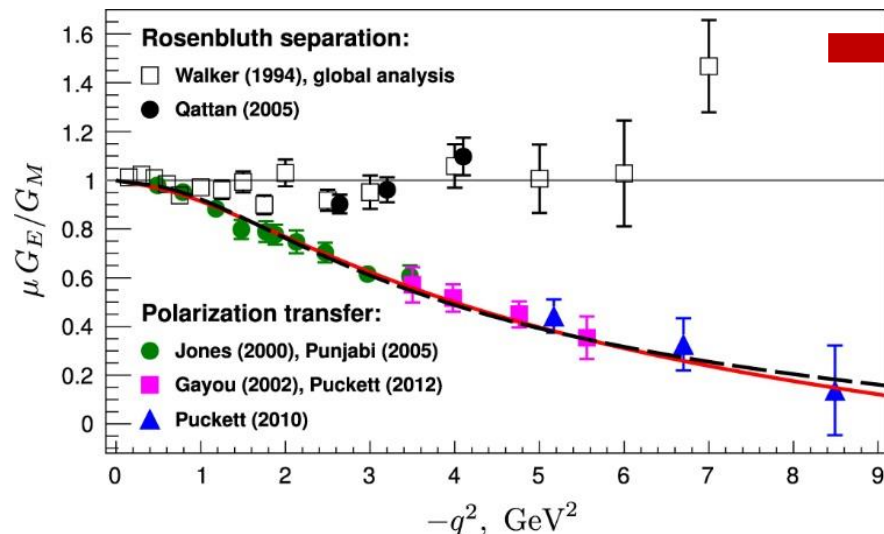 1.6
1.4
1.2
1
0.8
0.6
0.4
0.2
0
μG_E/G_M
Rosenbluth separation:
Walker (1994), global analysis
Qattan (2005)
Polarization transfer:
Jones (2000), Punjabi (2005)
Gayou (2002), Puckett (2012)
Puckett (2010)
0 1 2 3 4 5 6 7 8 9
−q², GeV²